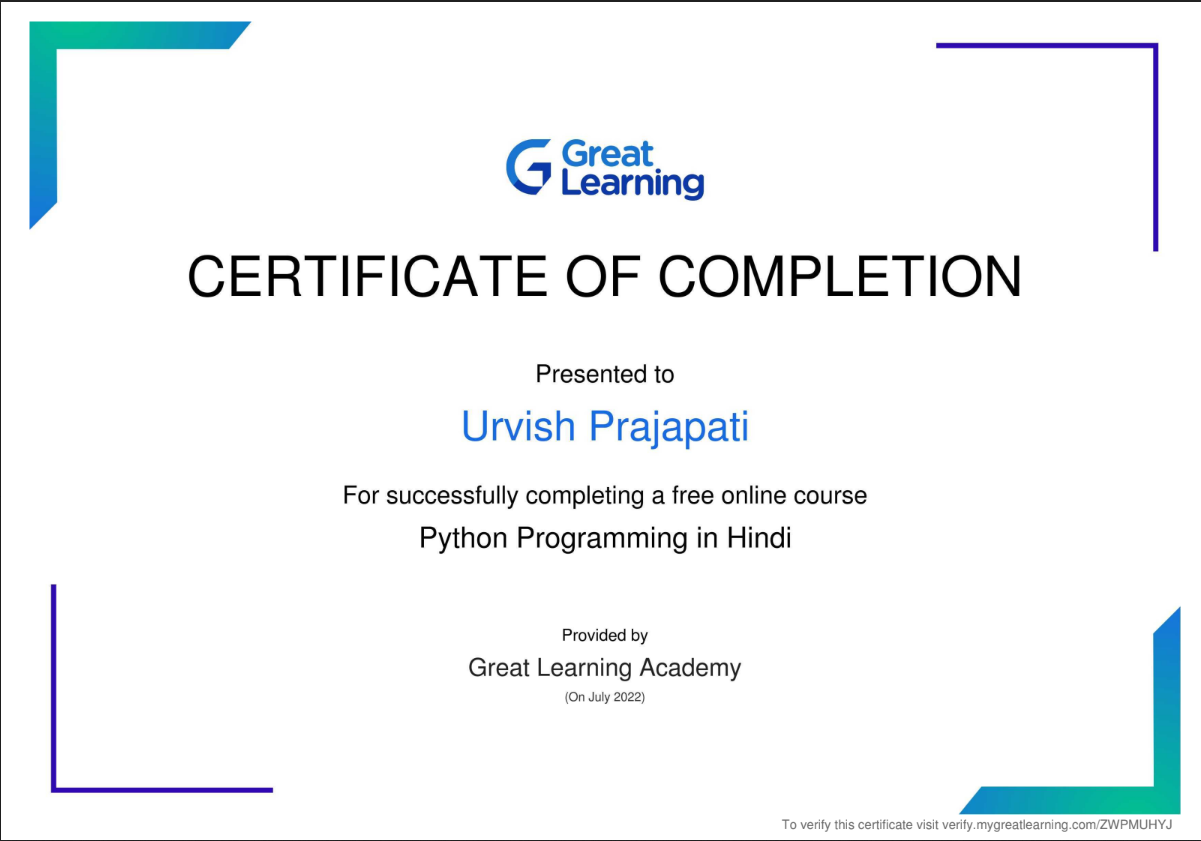 Great
Learning
CERTIFICATE OF COMPLETION
Presented to
Urvish Prajapati
For successfully completing a free online course
Python Programming in Hindi
Provided by
Great Learning Academy
(On July 2022)
To verify this certificate visit verify.mygreatlearning.com/ZWPMUHYJ